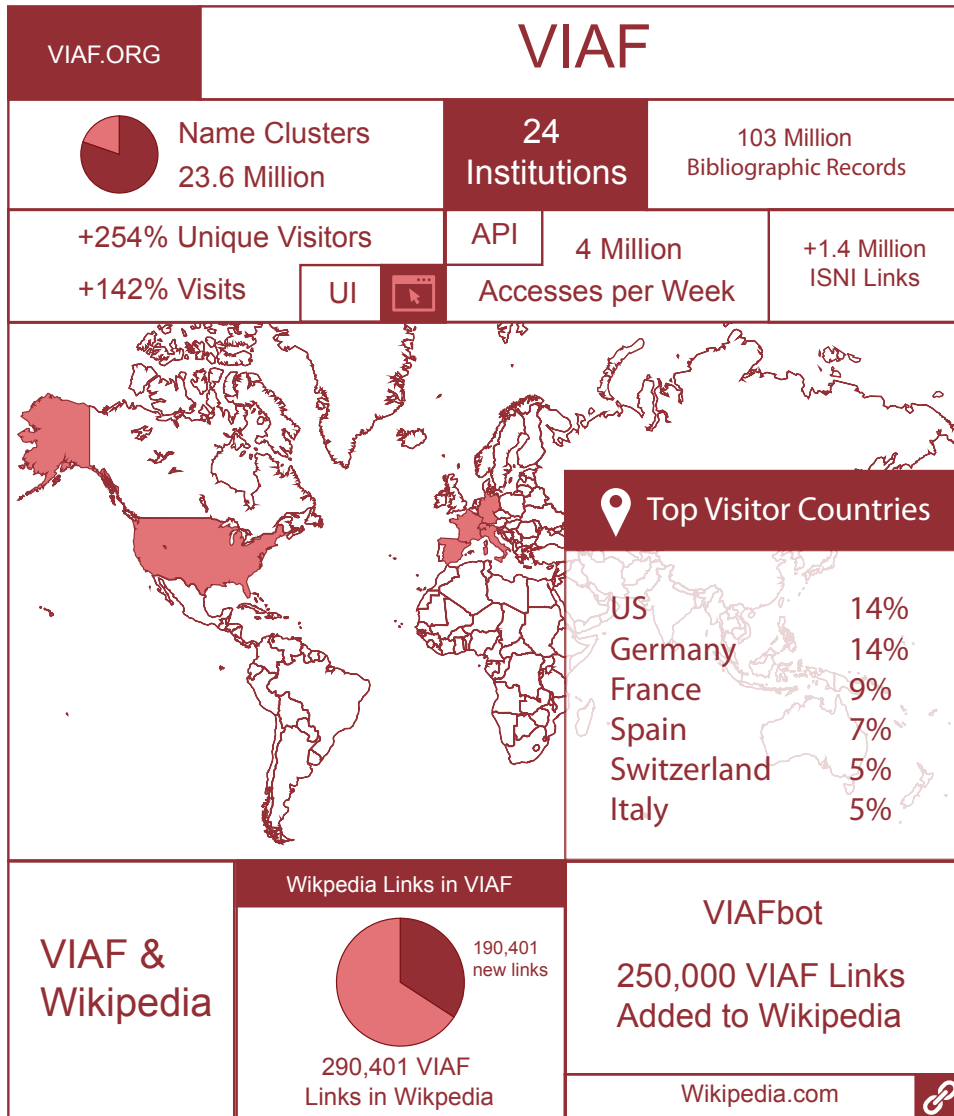 VIAF.ORG
VIAF
Name Clusters
23.6 Million
24
Institutions
103 Million
Bibliographic Records
+254% Unique Visitors
+142% Visits
UI
API
4 Million
Accesses per Week
+1.4 Million
ISNI Links
Top Visitor Countries
US 14%
Germany 14%
France 9%
Spain 7%
Switzerland 5%
Italy 5%
VIAF &
Wikipedia
Wikpedia Links in VIAF
190,401
new links
290,401 VIAF
Links in Wikpedia
VIAFbot
250,000 VIAF Links
Added to Wikipedia
Wikipedia.com